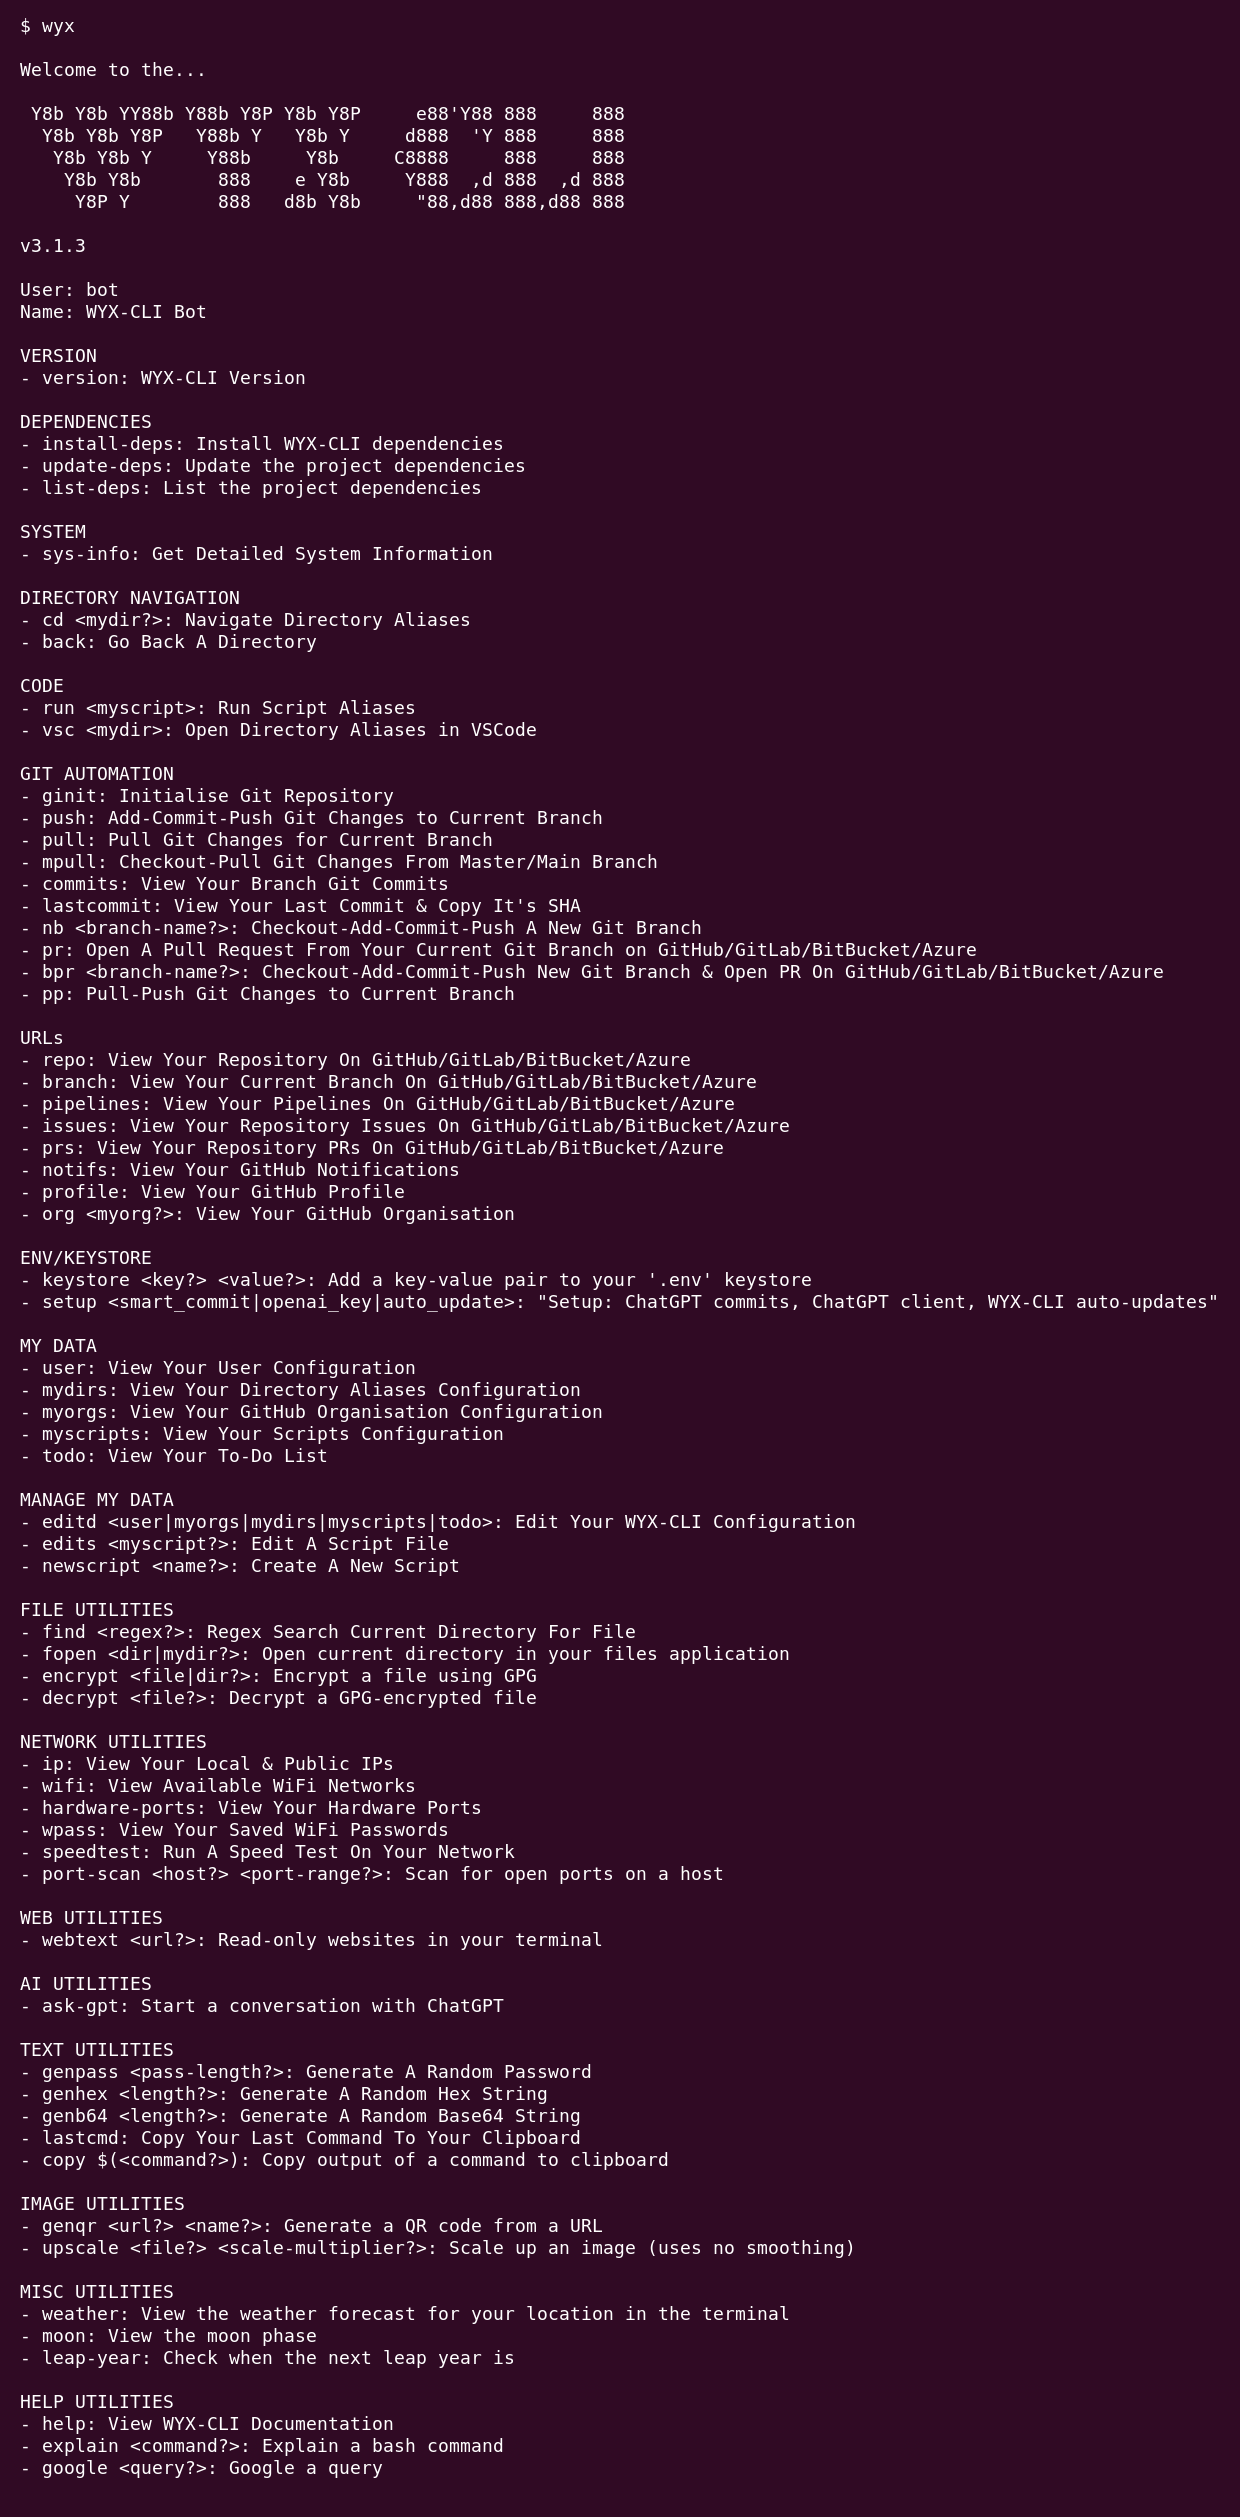 $ wyx
Welcome to the...
 Y8b Y8b YY88b Y88b Y8P Y8b Y8P     e88'Y88 888     888
  Y8b Y8b Y8P   Y88b Y   Y8b Y     d888  'Y 888     888
   Y8b Y8b Y     Y88b     Y8b     C8888     888     888
    Y8b Y8b       888    e Y8b     Y888  ,d 888  ,d 888
     Y8P Y        888   d8b Y8b     "88,d88 888,d88 888
v3.1.3
User: bot
Name: WYX-CLI Bot
VERSION
- version: WYX-CLI Version
DEPENDENCIES
- install-deps: Install WYX-CLI dependencies
- update-deps: Update the project dependencies
- list-deps: List the project dependencies
SYSTEM
- sys-info: Get Detailed System Information
DIRECTORY NAVIGATION
- cd <mydir?>: Navigate Directory Aliases
- back: Go Back A Directory
CODE
- run <myscript>: Run Script Aliases
- vsc <mydir>: Open Directory Aliases in VSCode
GIT AUTOMATION
- ginit: Initialise Git Repository
- push: Add-Commit-Push Git Changes to Current Branch
- pull: Pull Git Changes for Current Branch
- mpull: Checkout-Pull Git Changes From Master/Main Branch
- commits: View Your Branch Git Commits
- lastcommit: View Your Last Commit & Copy It's SHA
- nb <branch-name?>: Checkout-Add-Commit-Push A New Git Branch
- pr: Open A Pull Request From Your Current Git Branch on GitHub/GitLab/BitBucket/Azure
- bpr <branch-name?>: Checkout-Add-Commit-Push New Git Branch & Open PR On GitHub/GitLab/BitBucket/Azure
- pp: Pull-Push Git Changes to Current Branch
URLs
- repo: View Your Repository On GitHub/GitLab/BitBucket/Azure
- branch: View Your Current Branch On GitHub/GitLab/BitBucket/Azure
- pipelines: View Your Pipelines On GitHub/GitLab/BitBucket/Azure
- issues: View Your Repository Issues On GitHub/GitLab/BitBucket/Azure
- prs: View Your Repository PRs On GitHub/GitLab/BitBucket/Azure
- notifs: View Your GitHub Notifications
- profile: View Your GitHub Profile
- org <myorg?>: View Your GitHub Organisation
ENV/KEYSTORE
- keystore <key?> <value?>: Add a key-value pair to your '.env' keystore
- setup <smart_commit|openai_key|auto_update>: "Setup: ChatGPT commits, ChatGPT client, WYX-CLI auto-updates"
MY DATA
- user: View Your User Configuration
- mydirs: View Your Directory Aliases Configuration
- myorgs: View Your GitHub Organisation Configuration
- myscripts: View Your Scripts Configuration
- todo: View Your To-Do List
MANAGE MY DATA
- editd <user|myorgs|mydirs|myscripts|todo>: Edit Your WYX-CLI Configuration
- edits <myscript?>: Edit A Script File
- newscript <name?>: Create A New Script
FILE UTILITIES
- find <regex?>: Regex Search Current Directory For File
- fopen <dir|mydir?>: Open current directory in your files application
- encrypt <file|dir?>: Encrypt a file using GPG
- decrypt <file?>: Decrypt a GPG-encrypted file
NETWORK UTILITIES
- ip: View Your Local & Public IPs
- wifi: View Available WiFi Networks
- hardware-ports: View Your Hardware Ports
- wpass: View Your Saved WiFi Passwords
- speedtest: Run A Speed Test On Your Network
- port-scan <host?> <port-range?>: Scan for open ports on a host
WEB UTILITIES
- webtext <url?>: Read-only websites in your terminal
AI UTILITIES
- ask-gpt: Start a conversation with ChatGPT
TEXT UTILITIES
- genpass <pass-length?>: Generate A Random Password
- genhex <length?>: Generate A Random Hex String
- genb64 <length?>: Generate A Random Base64 String
- lastcmd: Copy Your Last Command To Your Clipboard
- copy $(<command?>): Copy output of a command to clipboard
IMAGE UTILITIES
- genqr <url?> <name?>: Generate a QR code from a URL
- upscale <file?> <scale-multiplier?>: Scale up an image (uses no smoothing)
MISC UTILITIES
- weather: View the weather forecast for your location in the terminal
- moon: View the moon phase
- leap-year: Check when the next leap year is
HELP UTILITIES
- help: View WYX-CLI Documentation
- explain <command?>: Explain a bash command
- google <query?>: Google a query